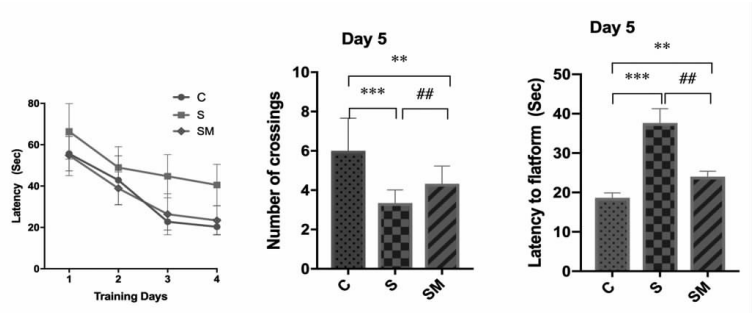 Latency (Sec)
80
60
40
20
0
1 2 3 4
Training Days
C
S
SM
Day 5
**
*** ##
Number of crossings
10
8
6
4
2
0
C S SM
Day 5
**
*** ##
Latency to flatform (Sec)
50
40
30
20
10
0
C S SM